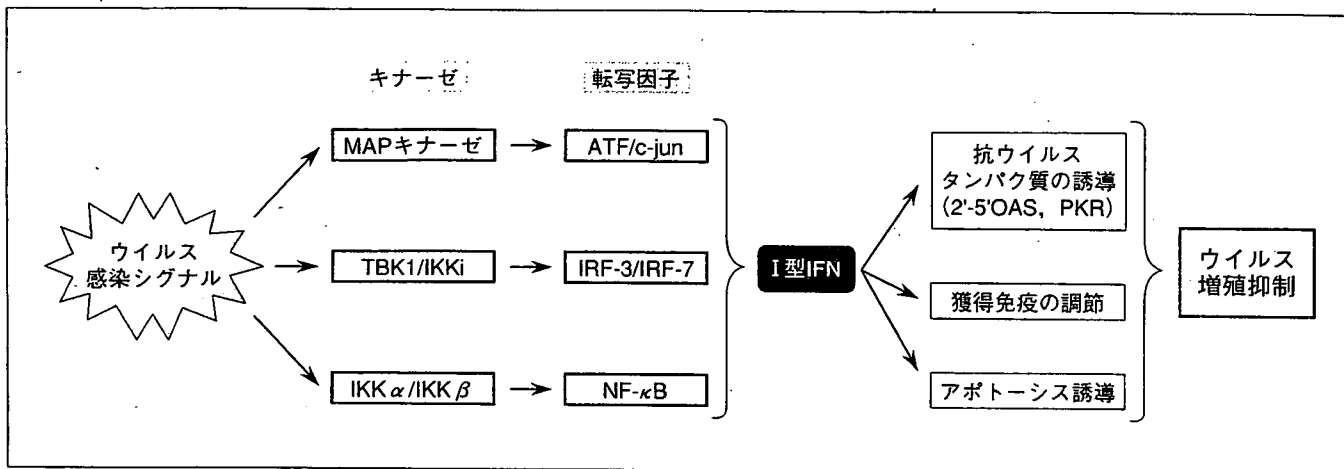 キナーゼ
転写因子
MAPキナーゼ
ATF/c-jun
ウイルス
感染シグナル
TBK1/IKKi
IRF-3/IRF-7
IKKα/IKKβ
NF-κB
I型IFN
抗ウイルス
タンパク質の誘導
(2'-5'OAS, PKR)
獲得免疫の調節
アポトーシス誘導
ウイルス
増殖抑制